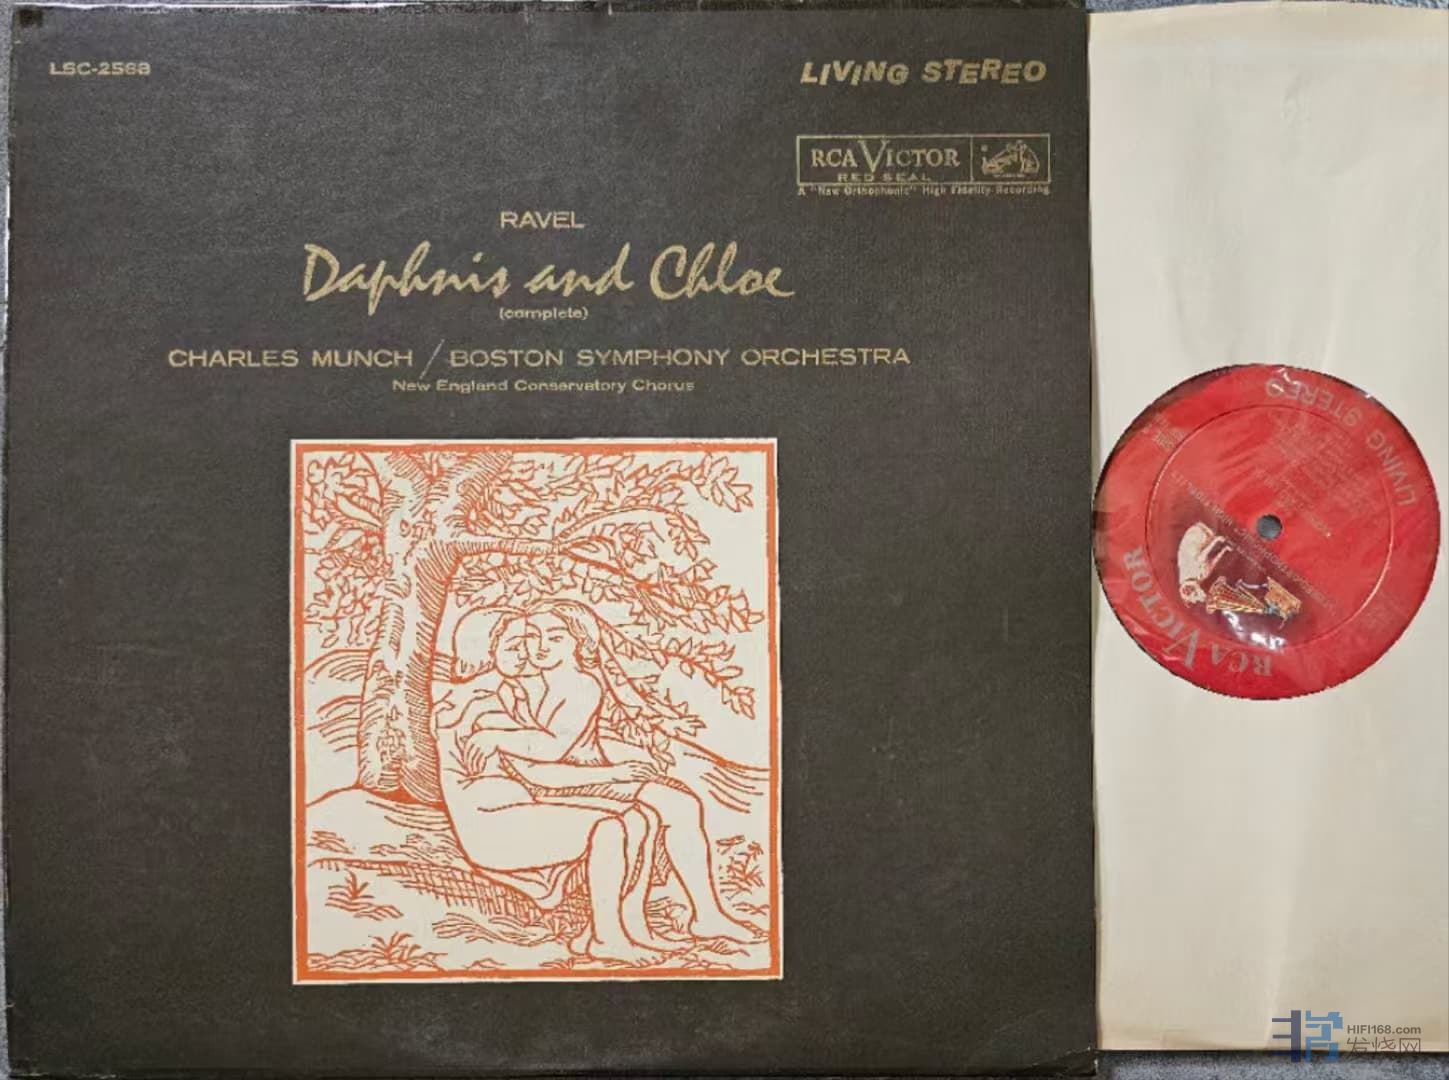 LSC-2568
LIVING STEREO
RCA VICTOR
RED SEAL
A "New Orthophonic" High Fidelity Recording
RAVEL
Daphnis and Chloe
(complete)
CHARLES MUNCH / BOSTON SYMPHONY ORCHESTRA
New England Conservatory Chorus
LIVING STEREO
RCA VICTOR
HIFI168.com
发烧网